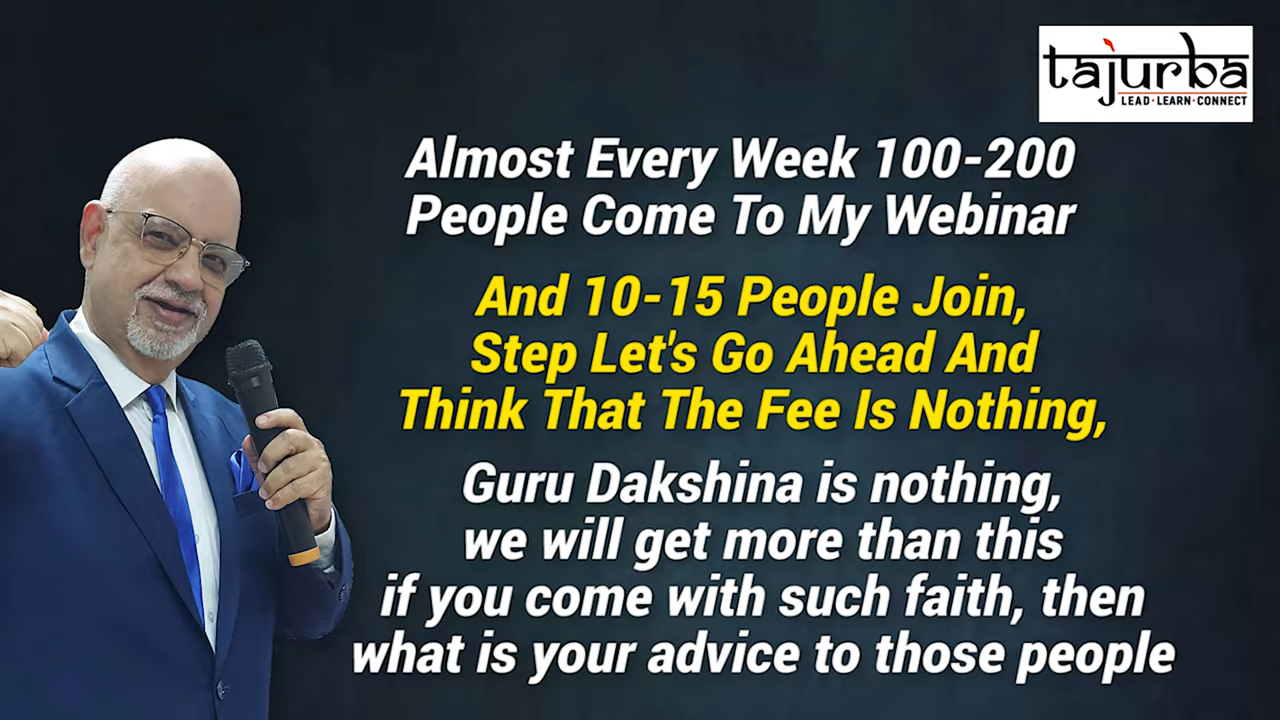 tajurba
LEAD·LEARN·CONNECT
Almost Every Week 100-200
People Come To My Webinar
And 10-15 People Join,
Step Let's Go Ahead And
Think That The Fee Is Nothing,
Guru Dakshina is nothing,
we will get more than this
if you come with such faith, then
what is your advice to those people